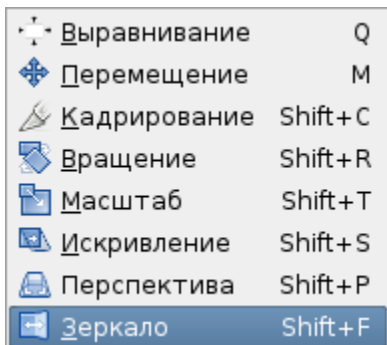 Выравнивание Q
Перемещение M
Кадрирование Shift+C
Вращение Shift+R
Масштаб Shift+T
Искривление Shift+S
Перспектива Shift+P
Зеркало Shift+F